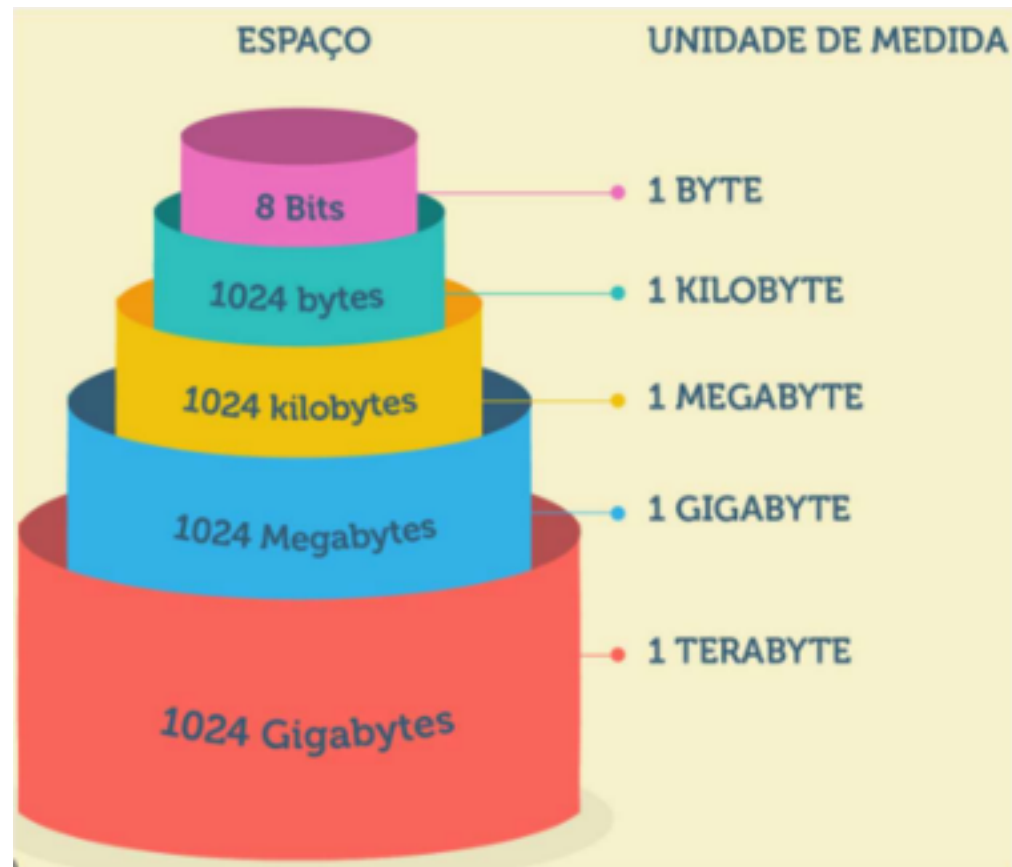 ESPAÇO UNIDADE DE MEDIDA
8 Bits 1 BYTE
1024 bytes 1 KILOBYTE
1024 kilobytes 1 MEGABYTE
1024 Megabytes 1 GIGABYTE
1024 Gigabytes 1 TERABYTE